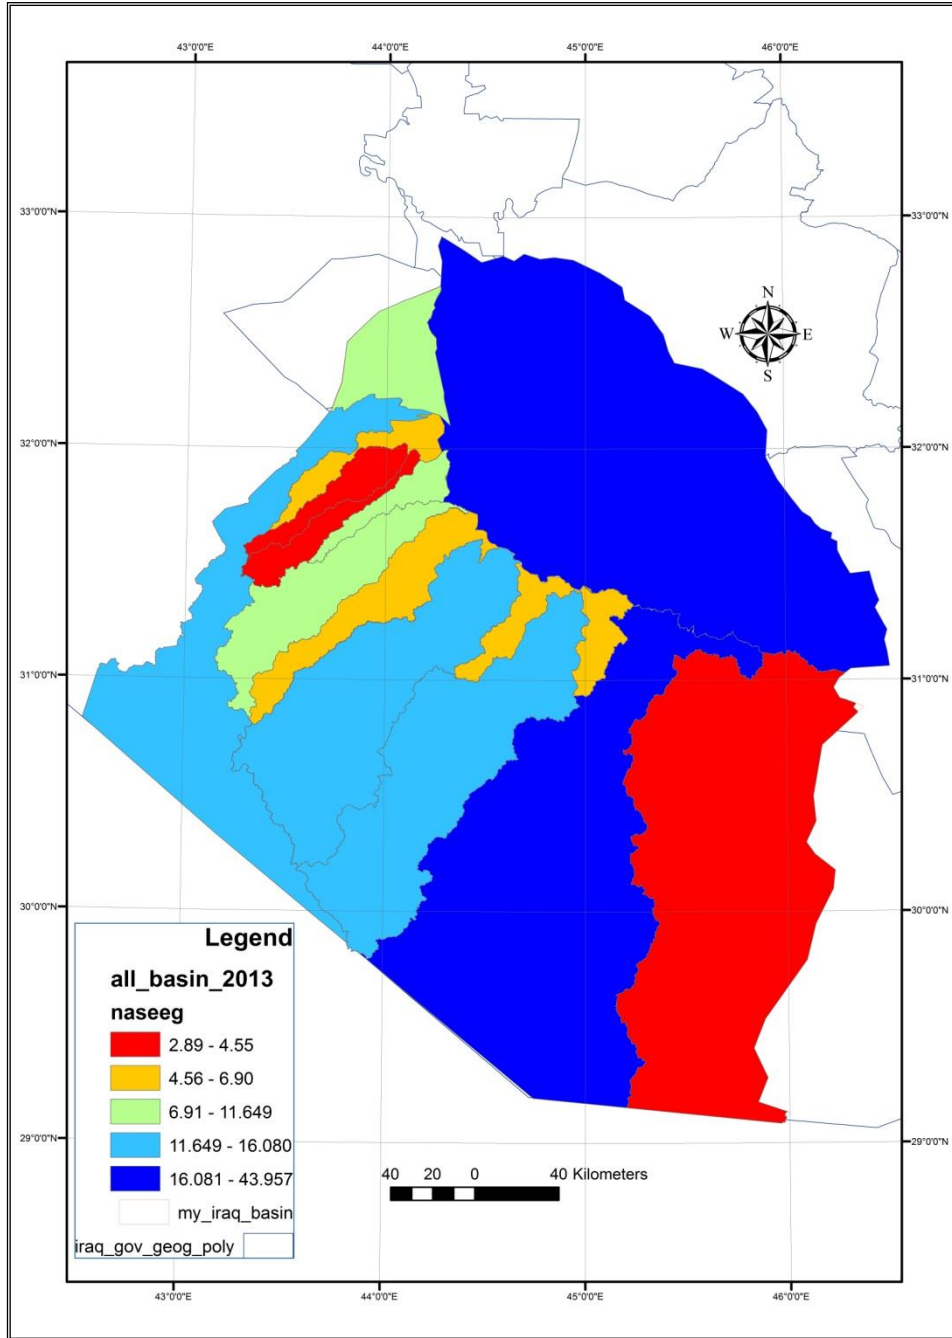 43°0'0"E 44°0'0"E 45°0'0"E 46°0'0"E
33°0'0"N 33°0'0"N
N
W E
S
32°0'0"N 32°0'0"N
31°0'0"N 31°0'0"N
30°0'0"N 30°0'0"N
Legend
all_basin_2013
naseeg
2.89 - 4.55
4.56 - 6.90
6.91 - 11.649
11.649 - 16.080
16.081 - 43.957
my_iraq_basin
iraq_gov_geog_poly
29°0'0"N 29°0'0"N
40 20 0 40 Kilometers
43°0'0"E 44°0'0"E 45°0'0"E 46°0'0"E